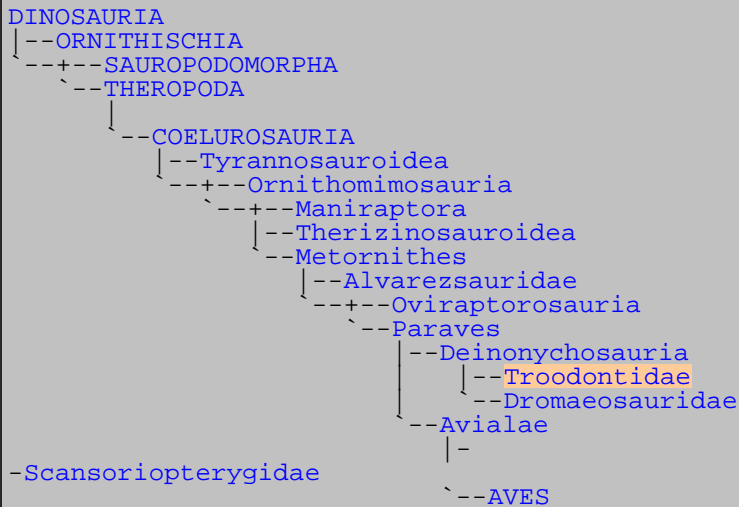 DINOSAURIA
|--ORNITHISCHIA
`--+--SAUROPODOMORPHA
`--THEROPODA
|
`--COELUROSAURIA
|--Tyrannosauroidea
`--+--Ornithomimosauria
`--+--Maniraptora
|--Therizinosauroidea
`--Metornithes
|--Alvarezsauridae
`--+--Oviraptorosauria
`--Paraves
|--Deinonychosauria
| |--Troodontidae
| `--Dromaeosauridae
`--Avialae
|-
-Scansoriopterygidae
`--AVES